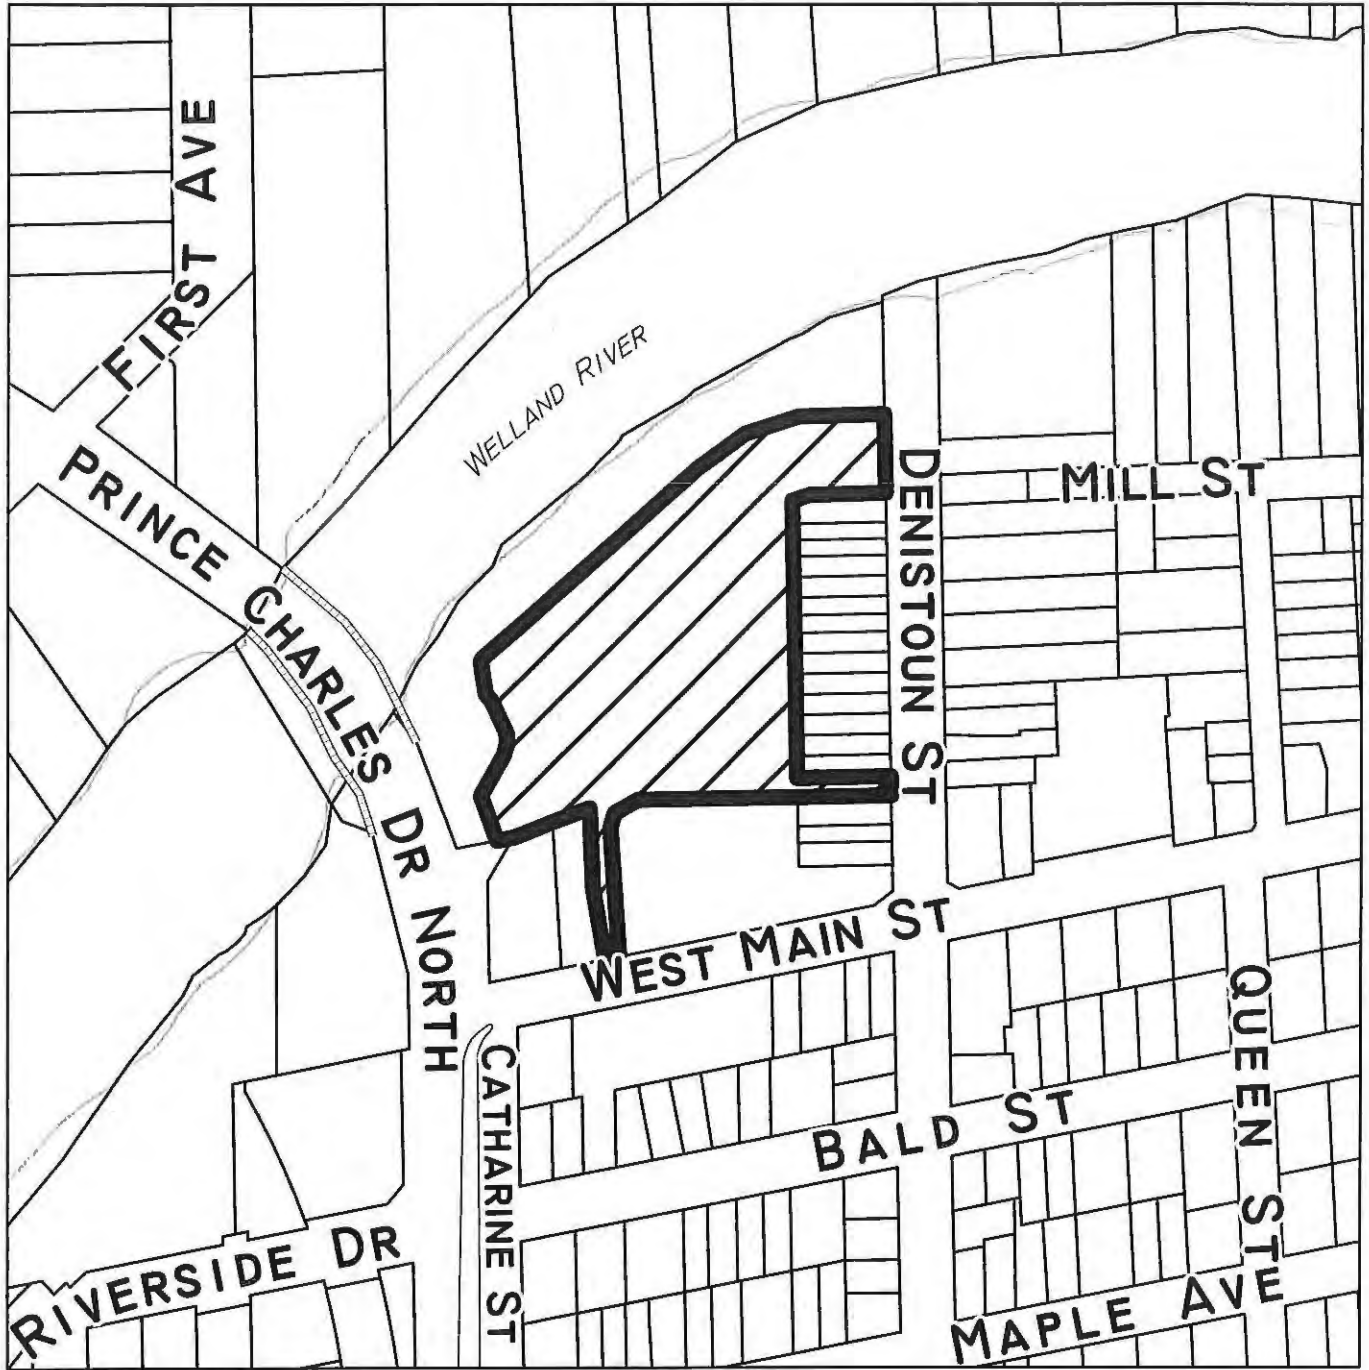 FIRST AVE
WELLAND RIVER
PRINCE CHARLES DR NORTH
DENISTOUN ST
MILL ST
WEST MAIN ST
QUEEN ST
CATHARINE ST
BALD ST
RIVERSIDE DR
MAPLE AVE